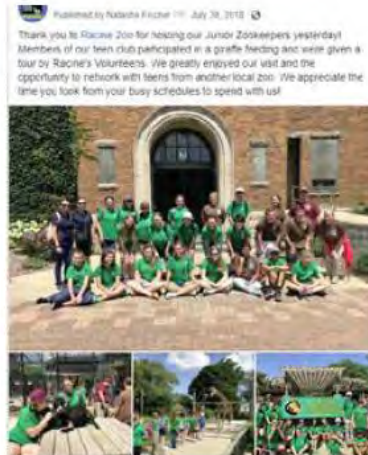 Published by Natasha Fischer July 26, 2018
Thank you to Racine Zoo for hosting our Junior Zookeepers yesterday!
Members of our teen club participated in a giraffe feeding and were given a
tour by Racine's Volunteens. We greatly enjoyed our visit and the
opportunity to network with teens from another local zoo. We appreciate the
time you took from your busy schedules to spend with us!